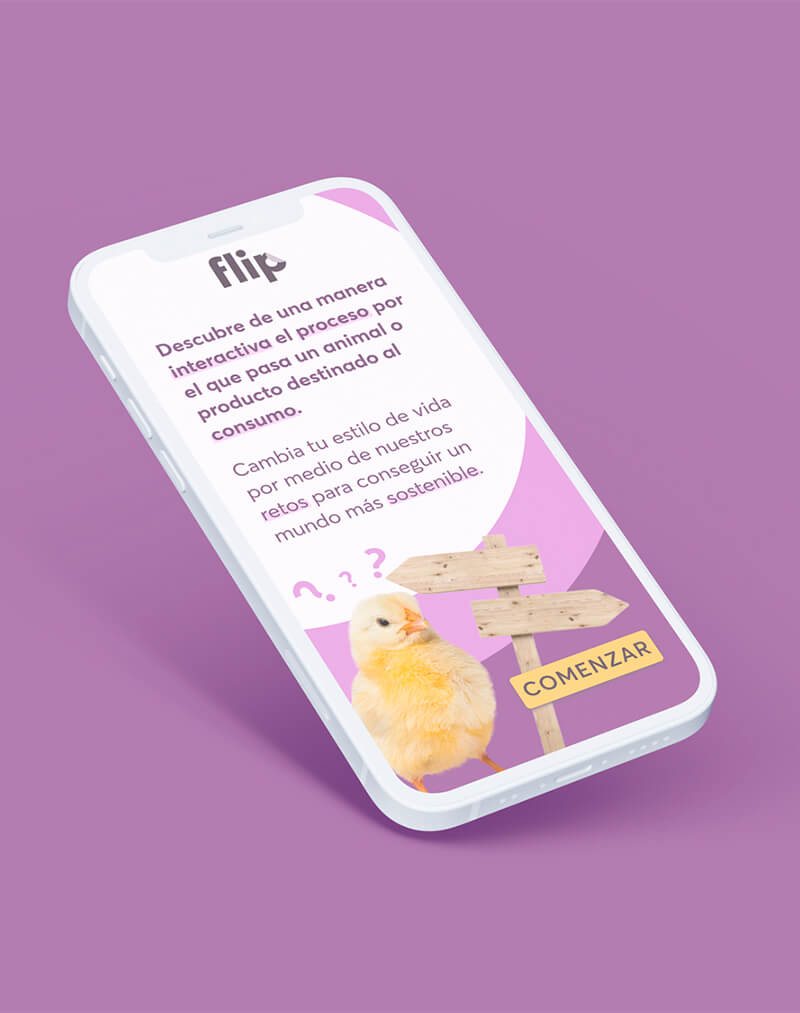 flip
Descubre de una manera
interactiva el proceso por
el que pasa un animal o
producto destinado al
consumo.
Cambia tu estilo de vida
por medio de nuestros
retos para conseguir un
mundo más sostenible.
? ? ?
COMENZAR